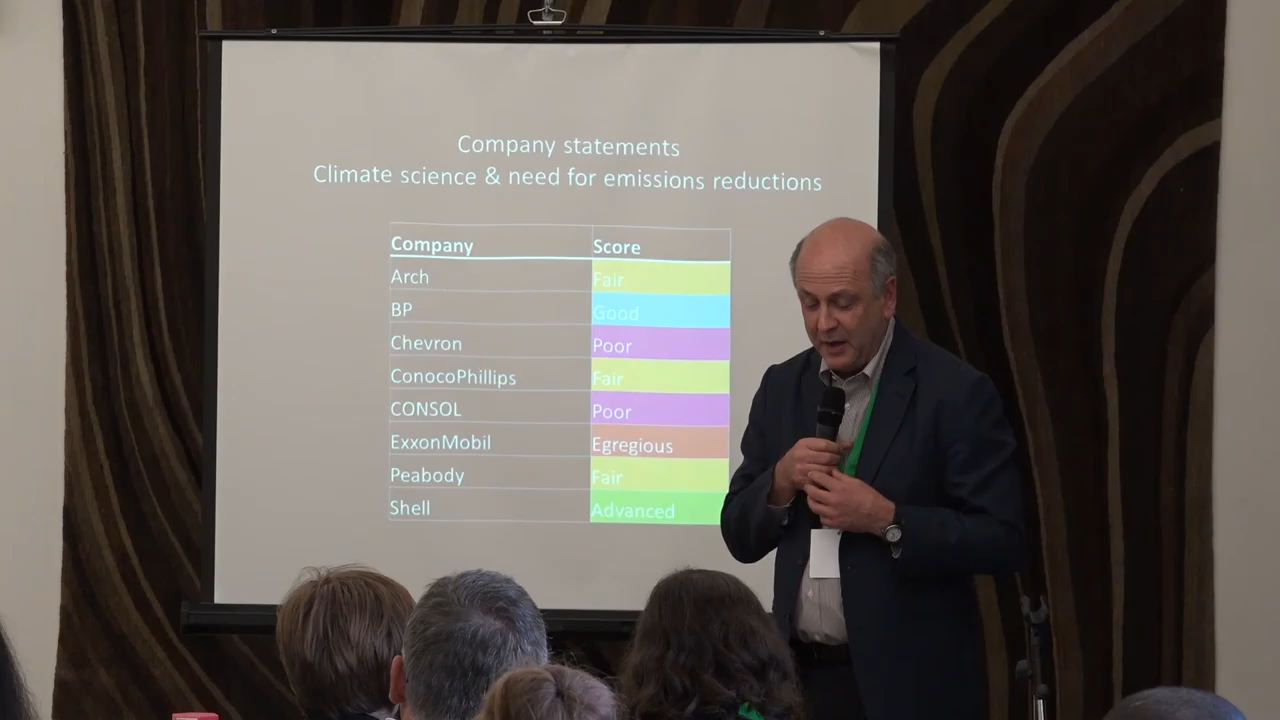 Company statements
Climate science & need for emissions reductions
Company Score
Arch Fair
BP Good
Chevron Poor
ConocoPhillips Fair
CONSOL Poor
ExxonMobil Egregious
Peabody Fair
Shell Advanced